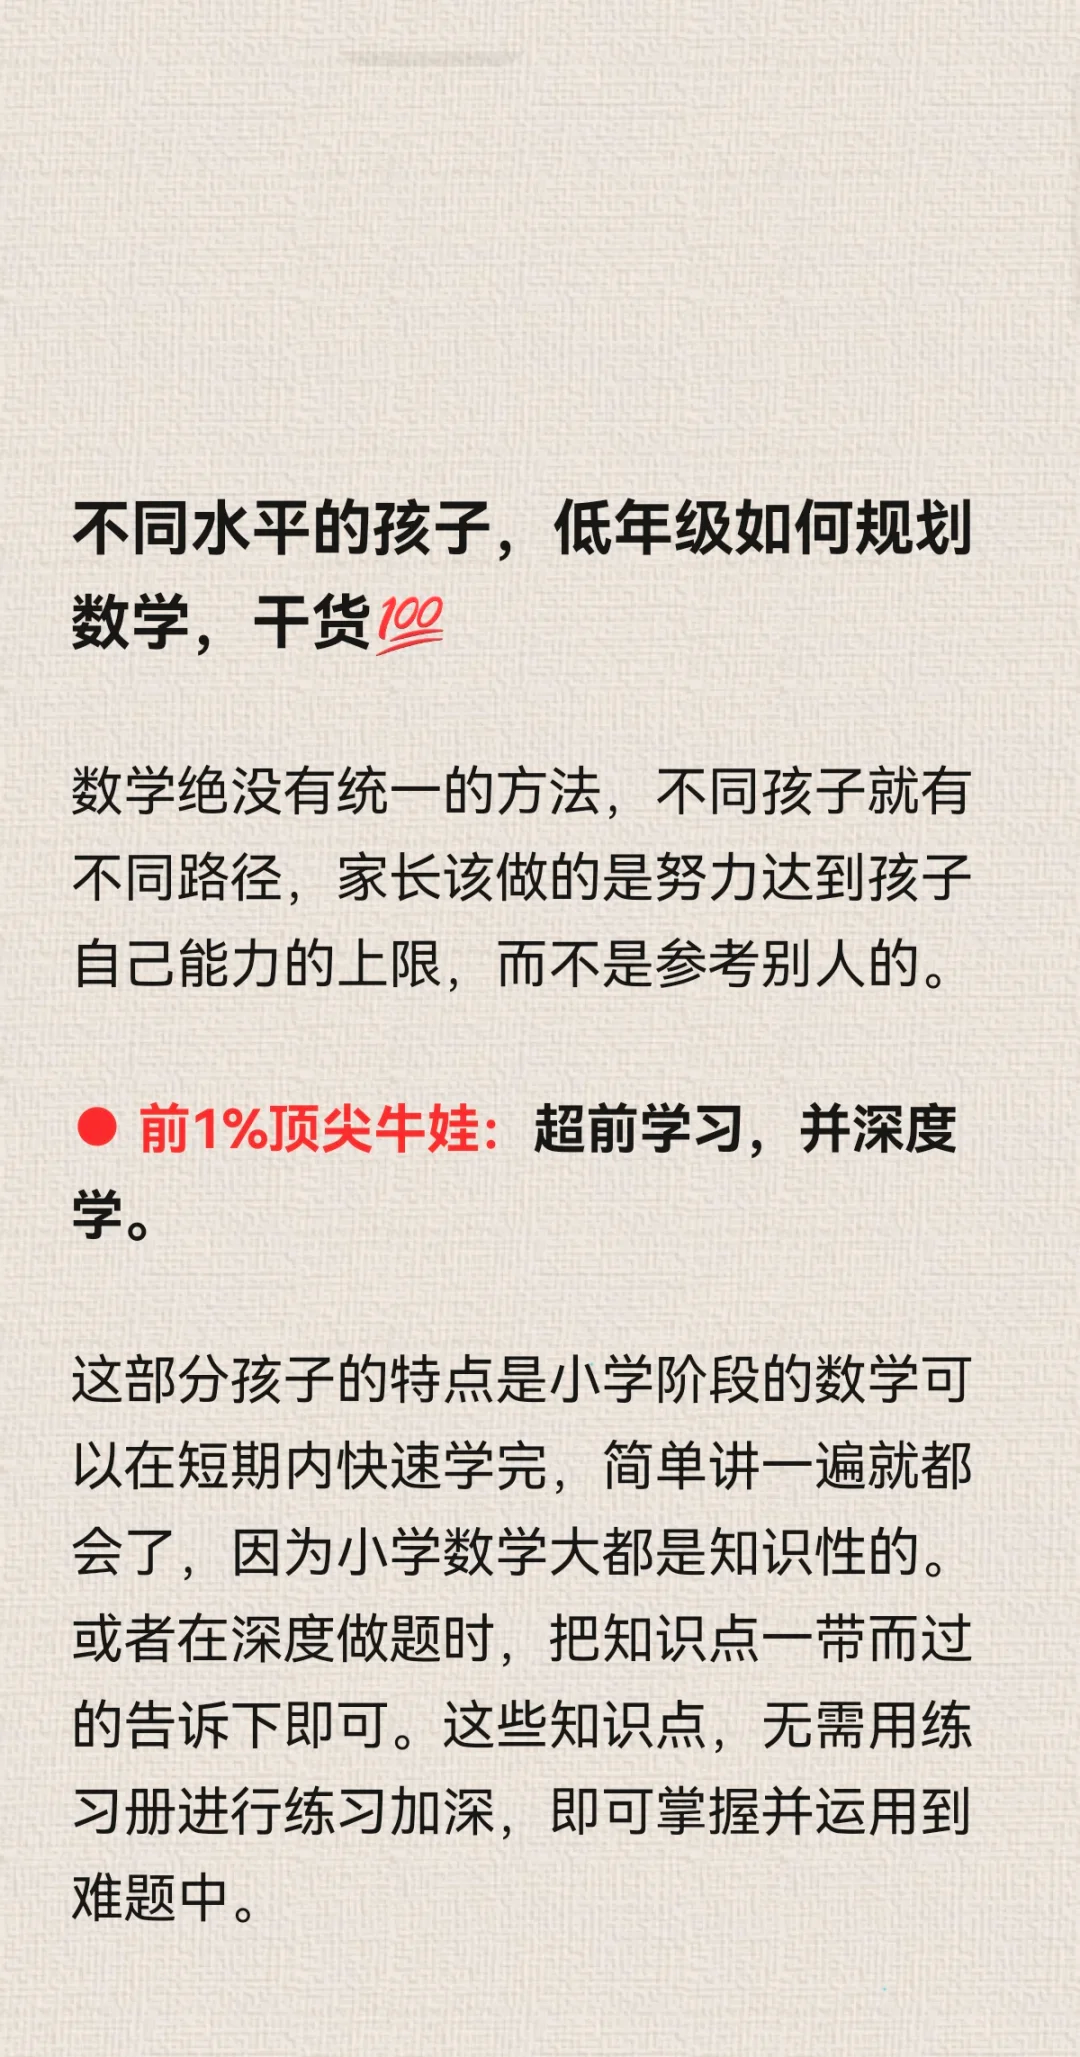 不同水平的孩子，低年级如何规划
数学，干货💯
数学绝没有统一的方法，不同孩子就有
不同路径，家长该做的是努力达到孩子
自己能力的上限，而不是参考别人的。
● 前1%顶尖牛娃：超前学习，并深度
学。
这部分孩子的特点是小学阶段的数学可
以在短期内快速学完，简单讲一遍就都
会了，因为小学数学大都是知识性的。
或者在深度做题时，把知识点一带而过
的告诉下即可。这些知识点，无需用练
习册进行练习加深，即可掌握并运用到
难题中。